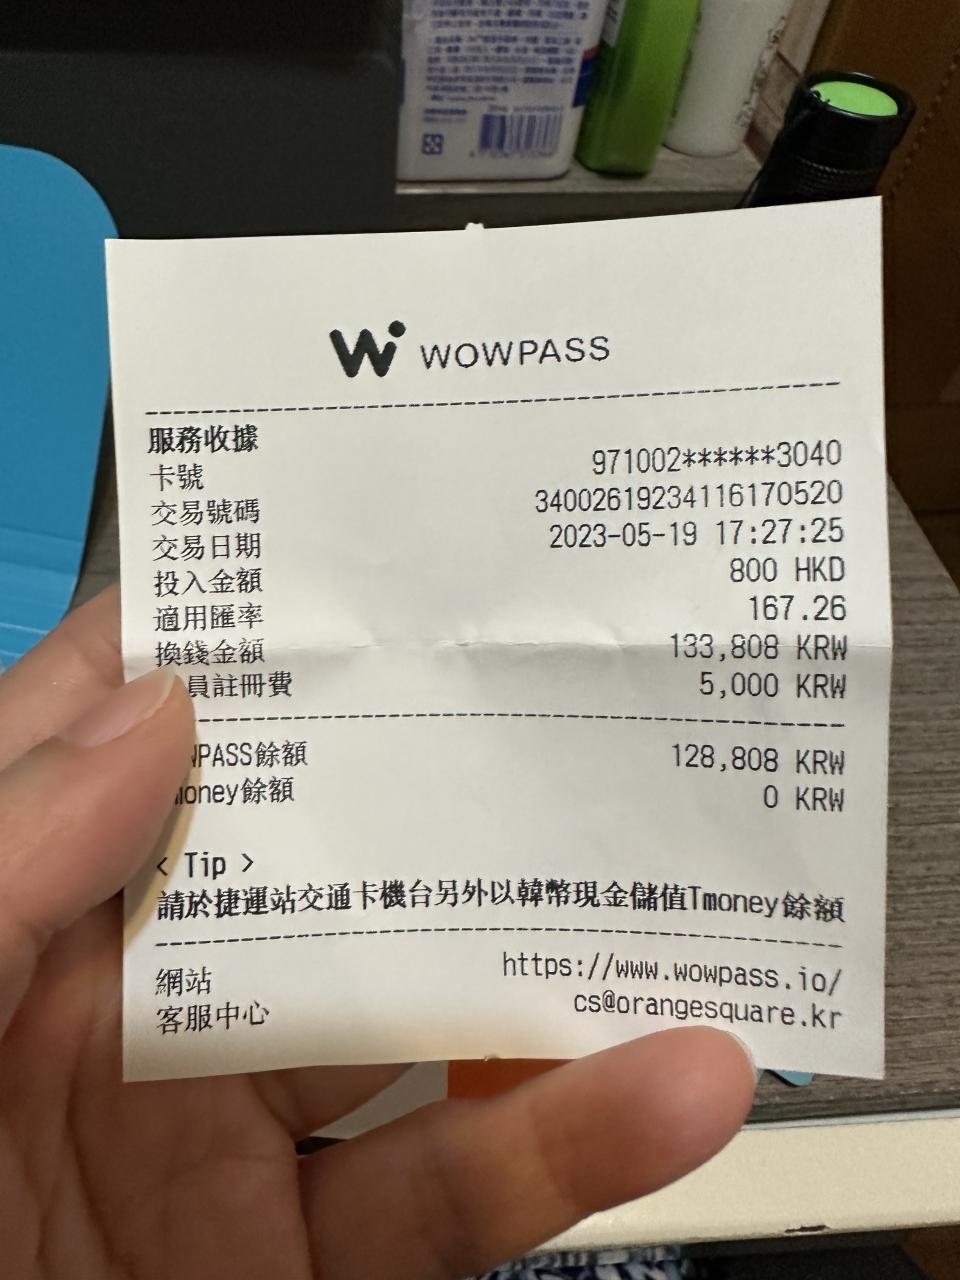 WOWPASS
服務收據
卡號 971002******3040
交易號碼 34002619234116170520
交易日期 2023-05-19 17:27:25
投入金額 800 HKD
適用匯率 167.26
換錢金額 133,808 KRW
員註冊費 5,000 KRW
PASS餘額 128,808 KRW
money餘額 0 KRW
< Tip >
請於捷運站交通卡機台另外以韓幣現金儲值Tmoney餘額
網站 https://www.wowpass.io/
客服中心 cs@orangesquare.kr